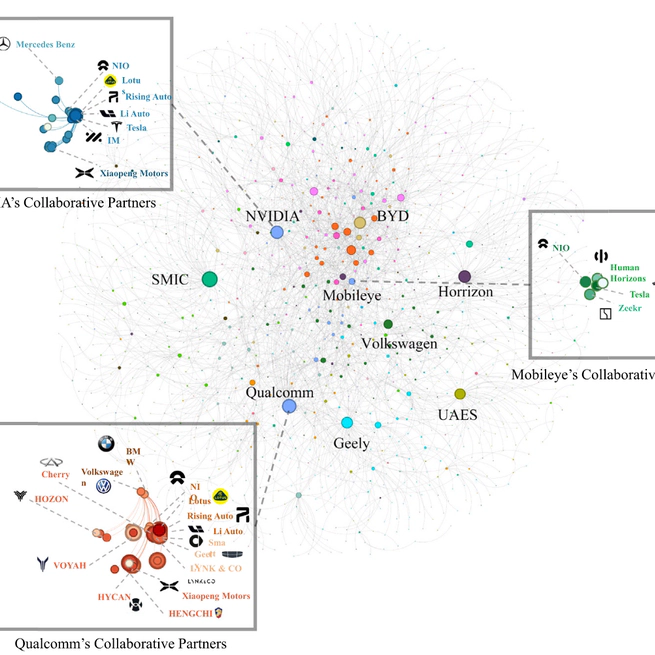 Mercedes Benz
NIO
Lotu
s
Rising Auto
Li Auto
Tesla
IM
Xiaopeng Motors
A's Collaborative Partners
NVIDIA
BYD
SMIC
Mobileye
Horrizon
Volkswagen
Qualcomm
UAES
Geely
NIO
Human
Horizons
Tesla
Zeekr
Mobileye's Collaborativ
BM
W
Cherry
Volkswage
n
HOZON
NI
O
Lotus
Rising Auto
Li Auto
Sma
LYNK & CO
LYNK&CO
VOYAH
Xiaopeng Motors
HYCAN
HENGCHI
Qualcomm's Collaborative Partners